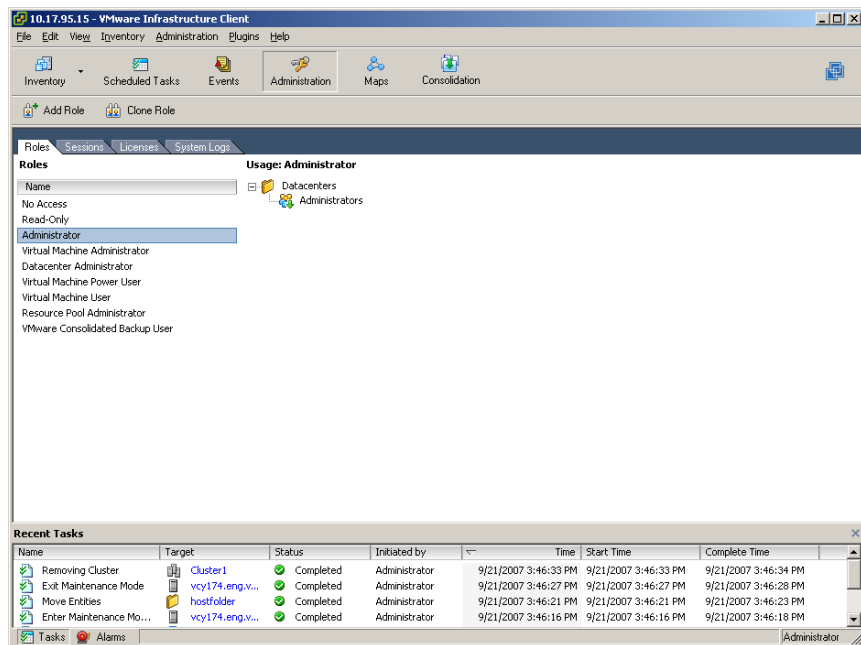 10.17.95.15 - VMware Infrastructure Client
File Edit View Inventory Administration Plugins Help
Inventory Scheduled Tasks Events Administration Maps Consolidation
Add Role Clone Role
Roles Sessions Licenses System Logs
Roles
Name
No Access
Read-Only
Administrator
Virtual Machine Administrator
Datacenter Administrator
Virtual Machine Power User
Virtual Machine User
Resource Pool Administrator
VMware Consolidated Backup User
Usage: Administrator
Datacenters
Administrators
Recent Tasks
Name Target Status Initiated by Time Start Time Complete Time
Removing Cluster Cluster1 Completed Administrator 9/21/2007 3:46:33 PM 9/21/2007 3:46:33 PM 9/21/2007 3:46:34 PM
Exit Maintenance Mode vcy174.eng.v... Completed Administrator 9/21/2007 3:46:27 PM 9/21/2007 3:46:27 PM 9/21/2007 3:46:28 PM
Move Entities hostfolder Completed Administrator 9/21/2007 3:46:21 PM 9/21/2007 3:46:21 PM 9/21/2007 3:46:23 PM
Enter Maintenance Mo... vcy174.eng.v... Completed Administrator 9/21/2007 3:46:16 PM 9/21/2007 3:46:16 PM 9/21/2007 3:46:18 PM
Tasks Alarms Administrator